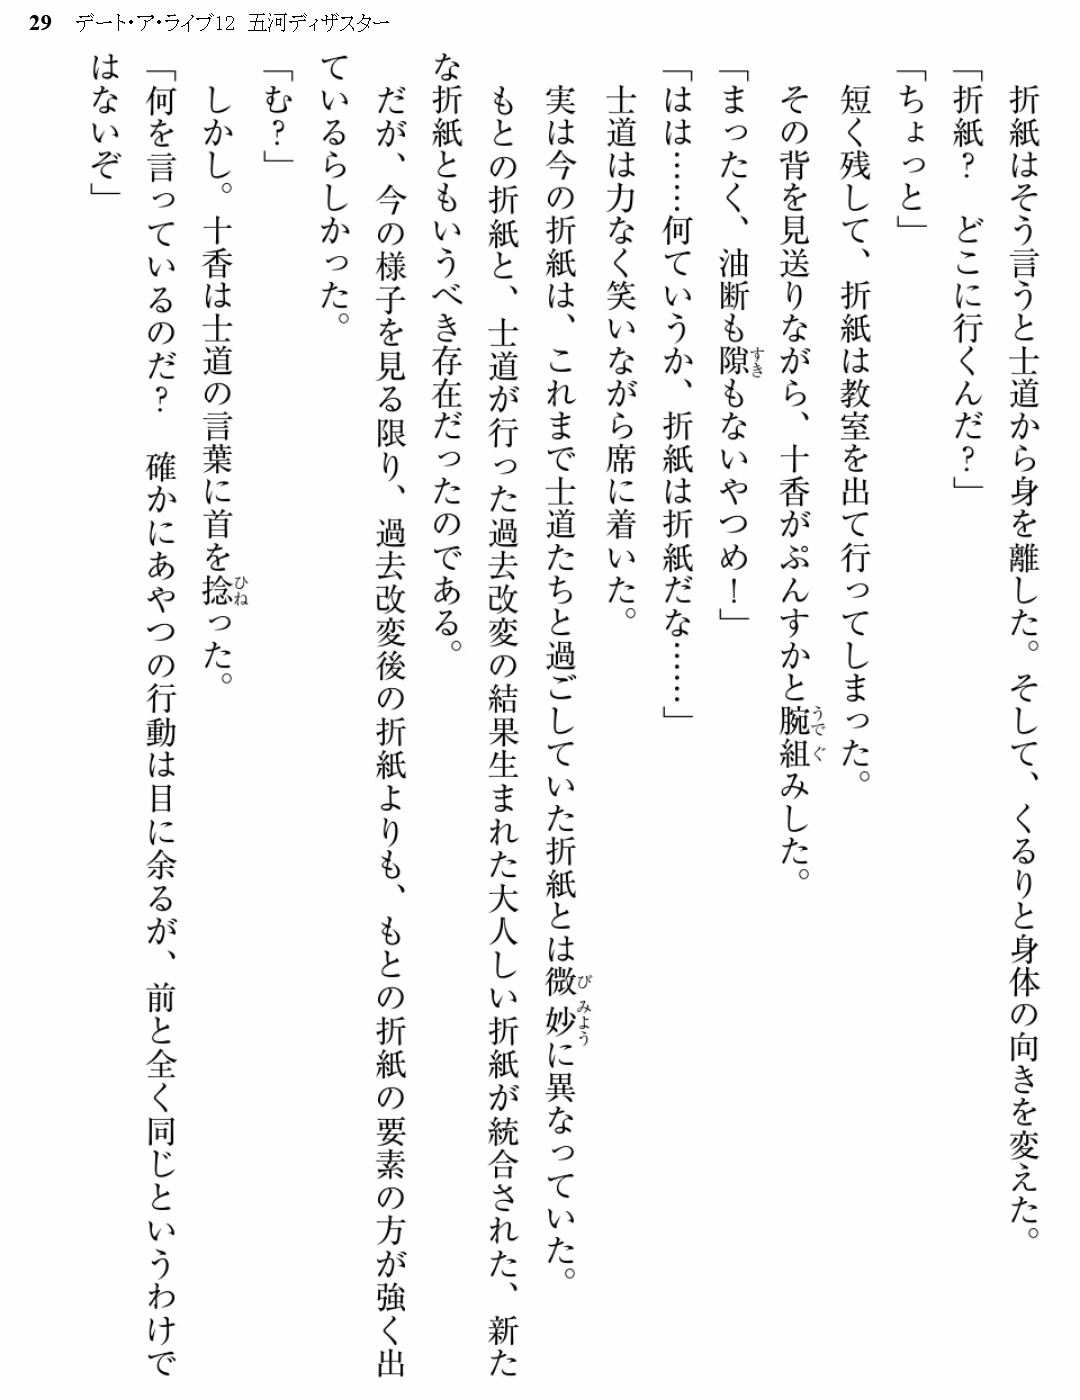 29 デート・ア・ライブ12 五河ディザスター
　折紙はそう言うと士道から身を離した。そして、くるりと身体の向きを変えた。
「折紙？　どこに行くんだ？」
「ちょっと」
　短く残して、折紙は教室を出て行ってしまった。
　その背を見送りながら、十香がぷんすかと腕組みした。
「まったく、油断も隙もないやつめ！」
「はは……何ていうか、折紙は折紙だな……」
　士道は力なく笑いながら席に着いた。
　実は今の折紙は、これまで士道たちと過ごしていた折紙とは微妙に異なっていた。
　もとの折紙と、士道が行った過去改変の結果生まれた大人しい折紙が統合された、新た
な折紙ともいうべき存在だったのである。
　だが、今の様子を見る限り、過去改変後の折紙よりも、もとの折紙の要素の方が強く出
ているらしかった。
「む？」
　しかし。十香は士道の言葉に首を捻った。
「何を言っているのだ？　確かにあやつの行動は目に余るが、前と全く同じというわけで
はないぞ」